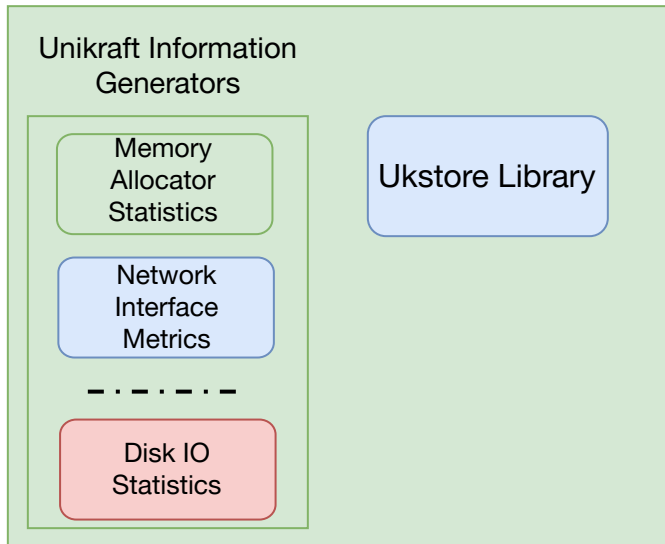 Unikraft Information
Generators
Memory
Allocator
Statistics
Network
Interface
Metrics
Disk IO
Statistics
Ukstore Library